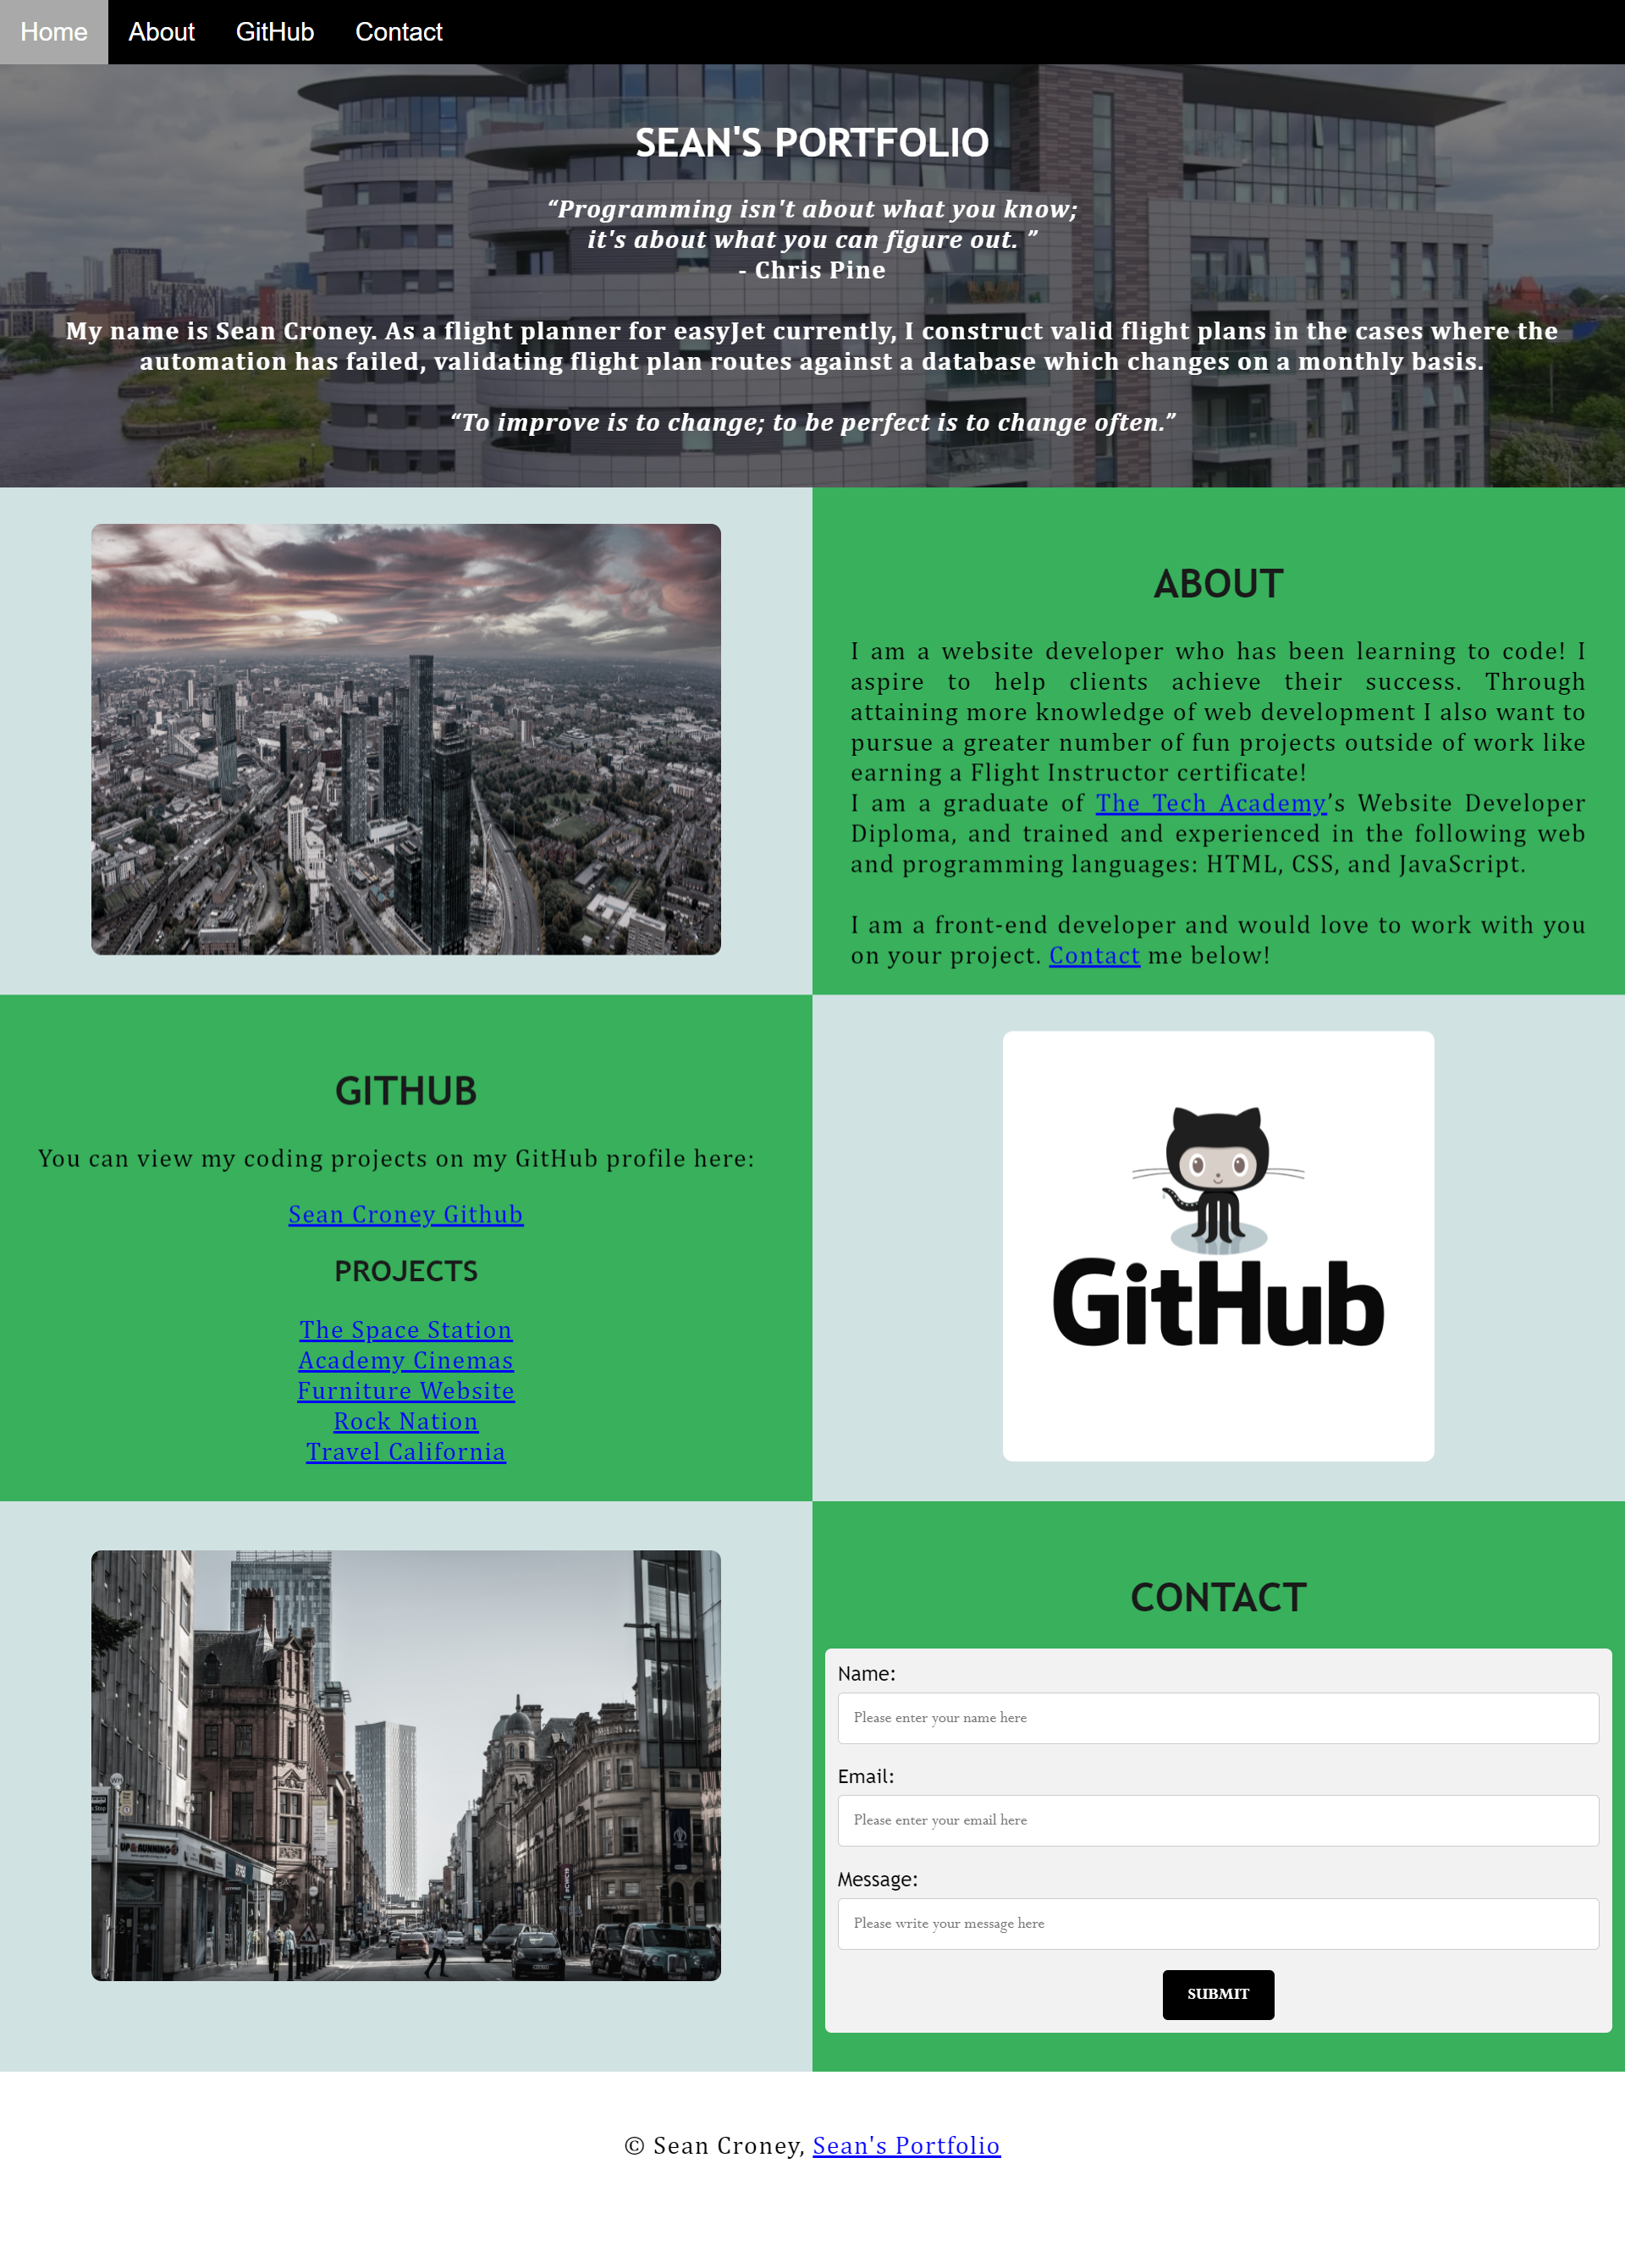 Home About GitHub Contact
SEAN'S PORTFOLIO
“Programming isn't about what you know;
it's about what you can figure out. ”
- Chris Pine
My name is Sean Croney. As a flight planner for easyJet currently, I construct valid flight plans in the cases where the
automation has failed, validating flight plan routes against a database which changes on a monthly basis.
“To improve is to change; to be perfect is to change often.”
ABOUT
I am a website developer who has been learning to code! I
aspire to help clients achieve their success. Through
attaining more knowledge of web development I also want to
pursue a greater number of fun projects outside of work like
earning a Flight Instructor certificate!
I am a graduate of The Tech Academy’s Website Developer
Diploma, and trained and experienced in the following web
and programming languages: HTML, CSS, and JavaScript.
I am a front-end developer and would love to work with you
on your project. Contact me below!
GITHUB
You can view my coding projects on my GitHub profile here:
Sean Croney Github
PROJECTS
The Space Station
Academy Cinemas
Furniture Website
Rock Nation
Travel California
GitHub
UP & RUNNING
CONTACT
Name:
Please enter your name here
Email:
Please enter your email here
Message:
Please write your message here
SUBMIT
© Sean Croney, Sean's Portfolio